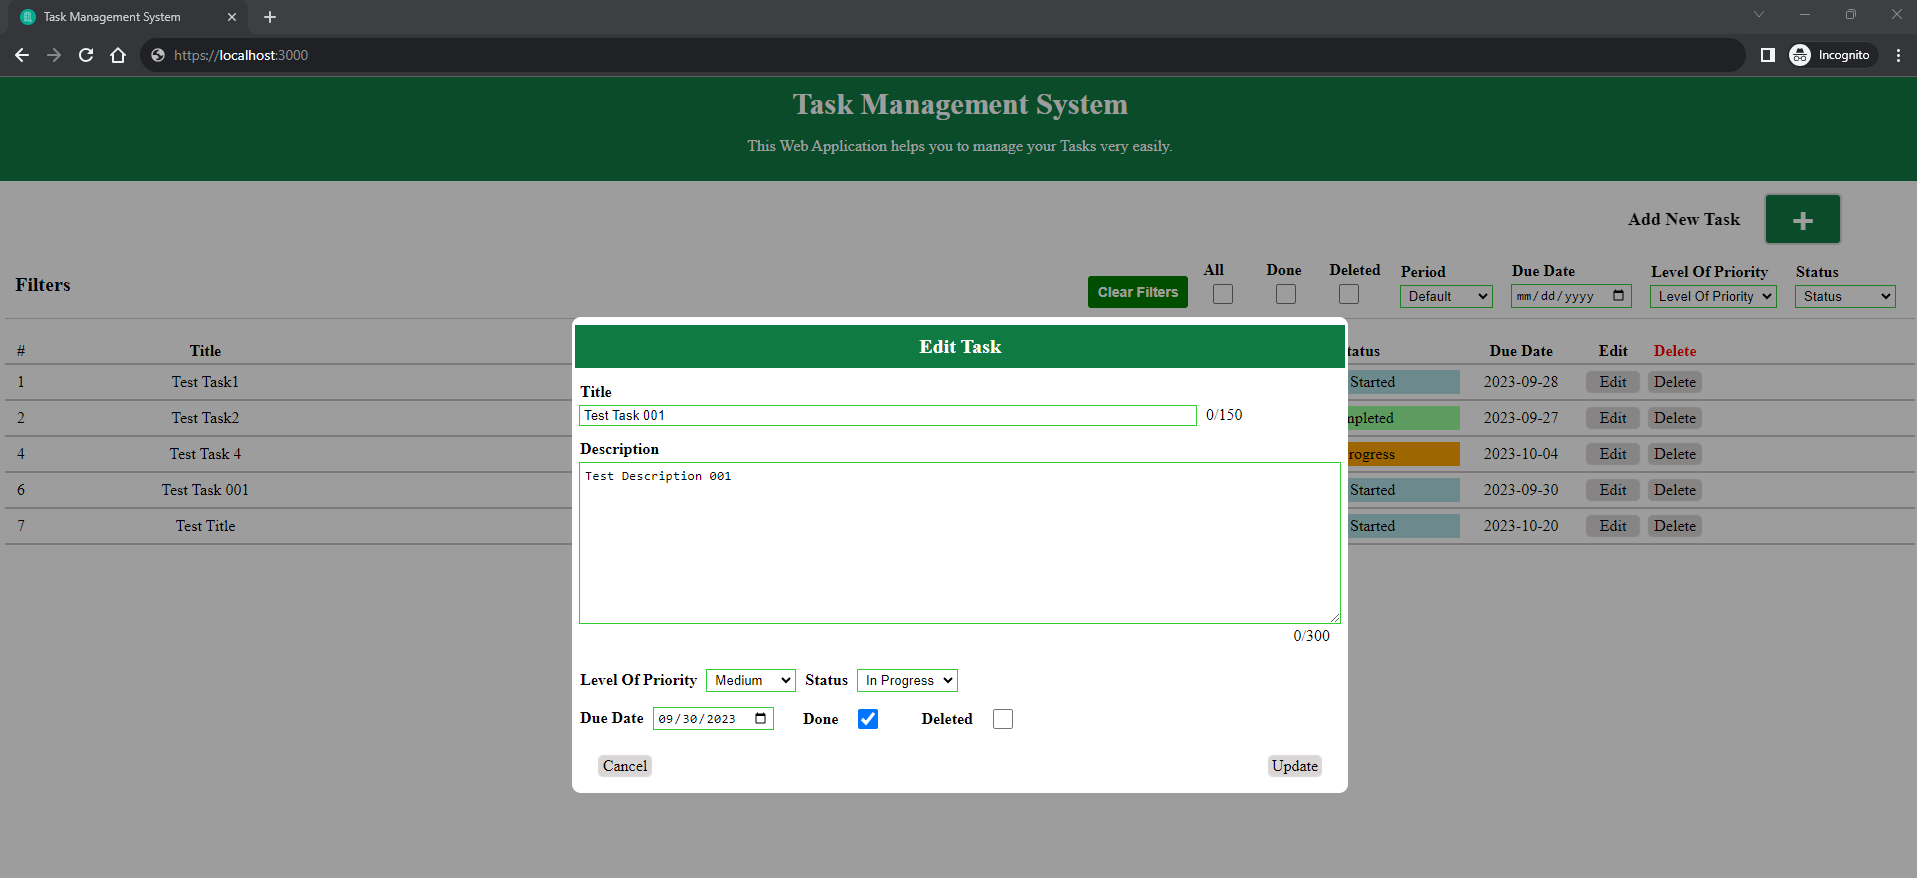 Task Management System
https://localhost:3000
Incognito
Task Management System
This Web Application helps you to manage your Tasks very easily.
Add New Task +
Filters
Clear Filters
All
Done
Deleted
Period
Default
Due Date
mm/dd/yyyy
Level Of Priority
Level Of Priority
Status
Status
# Title tatus Due Date Edit Delete
1 Test Task1 Started 2023-09-28 Edit Delete
2 Test Task2 mpleted 2023-09-27 Edit Delete
4 Test Task 4 rogress 2023-10-04 Edit Delete
6 Test Task 001 Started 2023-09-30 Edit Delete
7 Test Title Started 2023-10-20 Edit Delete
Edit Task
Title
Test Task 001 0/150
Description
Test Description 001
0/300
Level Of Priority Medium Status In Progress
Due Date 09/30/2023 Done Deleted
Cancel Update